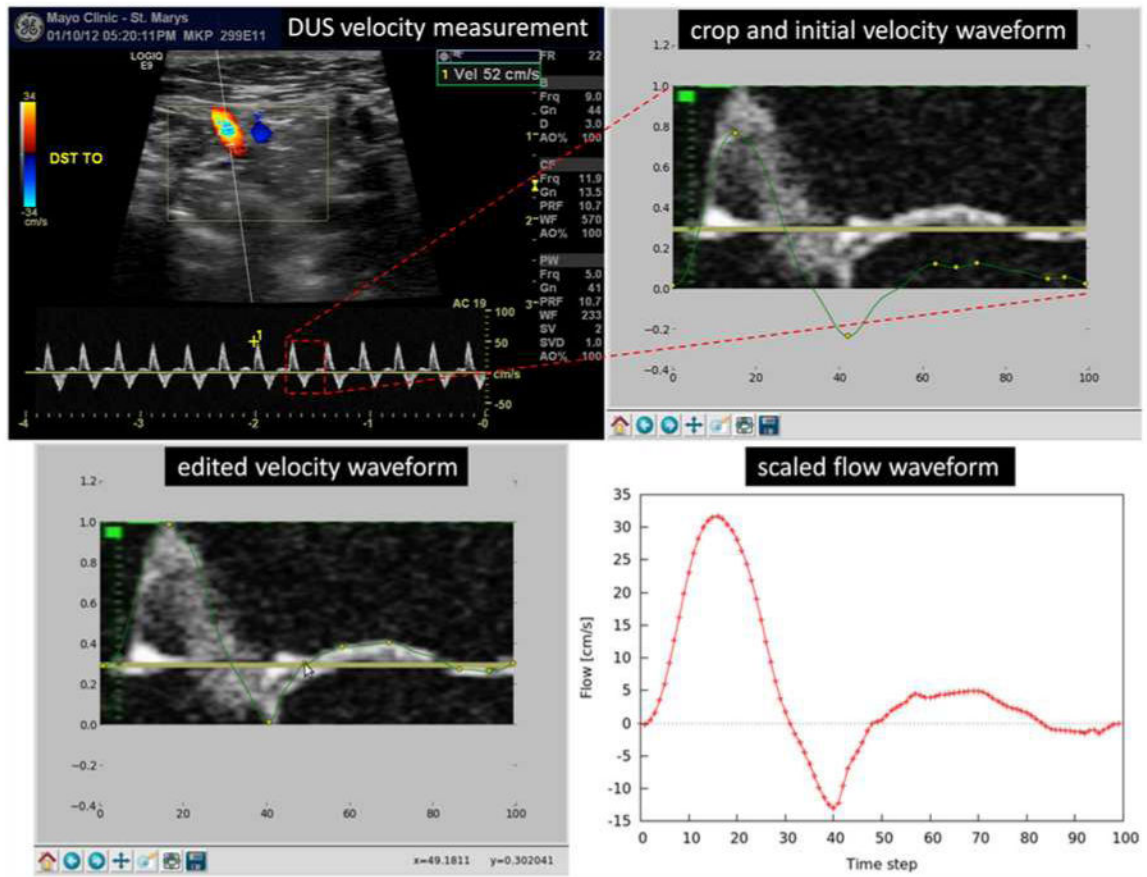 Mayo Clinic - St. Marys
01/10/12 05:20:11PM MKP 299E11
DUS velocity measurement
LOGIQ
E9
1 Vel 52 cm/s
FR 22
B
Frq 9.0
Gn 44
D 3.0
AO% 100
CF
Frq 11.9
Gn 13.5
PRF 10.7
WF 570
AO% 100
PW
Frq 5.0
Gn 41
PRF 10.7
WF 233
SV 2
SVD 1.0
AO% 100
34
DST TO
-34
cm/s
1
2
3
AC 19
100
50
cm/s
-50
1
-4 -3 -2 -1 -0
crop and initial velocity waveform
1.2
1.0
0.8
0.6
0.4
0.2
0.0
−0.2
−0.4
0 20 40 60 80 100
edited velocity waveform
1.2
1.0
0.8
0.6
0.4
0.2
0.0
−0.2
−0.4
0 20 40 60 80 100
x=49.1811 y=0.302041
scaled flow waveform
35
30
25
20
15
10
5
0
-5
-10
-15
Flow [cm/s]
0 10 20 30 40 50 60 70 80 90 100
Time step